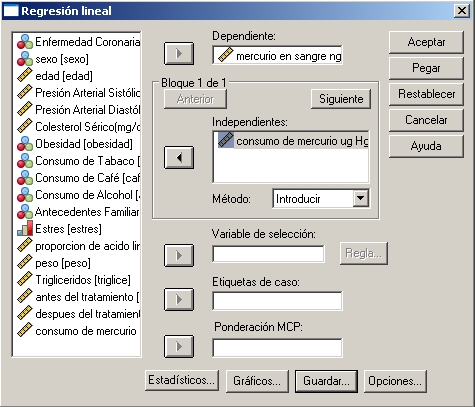 Regresión lineal
Enfermedad Coronaria
sexo [sexo]
edad [edad]
Presión Arterial Sistólic
Presión Arterial Diastól
Colesterol Sérico(mg/d
Obesidad [obesidad]
Consumo de Tabaco [
Consumo de Café [caf
Consumo de Alcohol [a
Antecedentes Familiar
Estres [estres]
proporcion de acido lin
peso [peso]
Trigliceridos [triglice]
antes del tratamiento [
despues del tratamient
consumo de mercurio
Dependiente:
mercurio en sangre ng
Bloque 1 de 1
Anterior
Siguiente
Independientes:
consumo de mercurio ug Hg
Método:
Introducir
Variable de selección:
Regla...
Etiquetas de caso:
Ponderación MCP:
Aceptar
Pegar
Restablecer
Cancelar
Ayuda
Estadísticos...
Gráficos...
Guardar...
Opciones...